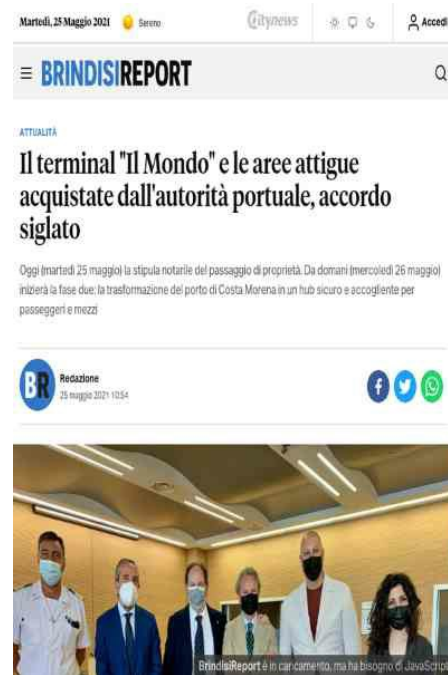 Martedì, 25 Maggio 2021 Sereno Citynews Accedi
BRINDISIREPORT
ATTUALITÀ
Il terminal "Il Mondo" e le aree attigue
acquistate dall'autorità portuale, accordo
siglato
Oggi (martedì 25 maggio) la stipula notarile del passaggio di proprietà. Da domani (mercoledì 26 maggio)
inizierà la fase due: la trasformazione del porto di Costa Morena in un hub sicuro e accogliente per
passeggeri e mezzi
BR
Redazione
25 maggio 2021 10:54
BrindisiReport è in caricamento, ma ha bisogno di JavaScript